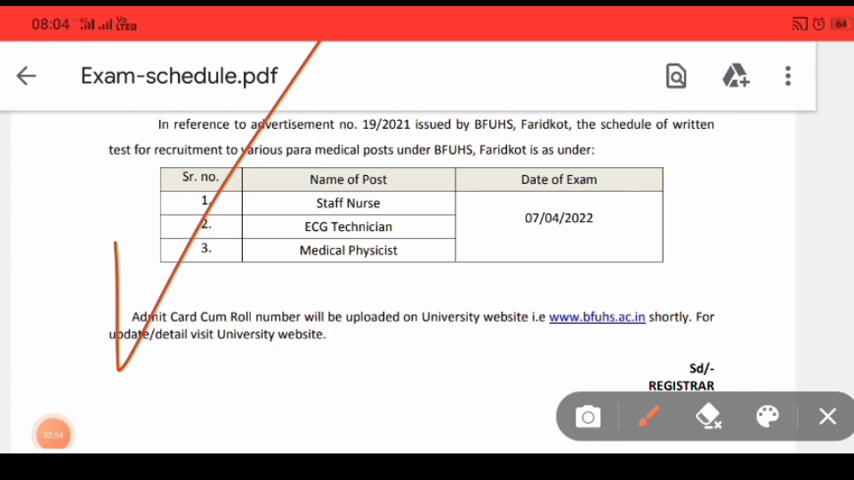 08:04 4G Vo LTE 64
Exam-schedule.pdf
In reference to advertisement no. 19/2021 issued by BFUHS, Faridkot, the schedule of written
test for recruitment to various para medical posts under BFUHS, Faridkot is as under:
Sr. no. Name of Post Date of Exam
1. Staff Nurse
07/04/2022
2. ECG Technician
3. Medical Physicist
Admit Card Cum Roll number will be uploaded on University website i.e www.bfuhs.ac.in shortly. For
update/detail visit University website.
Sd/-
REGISTRAR